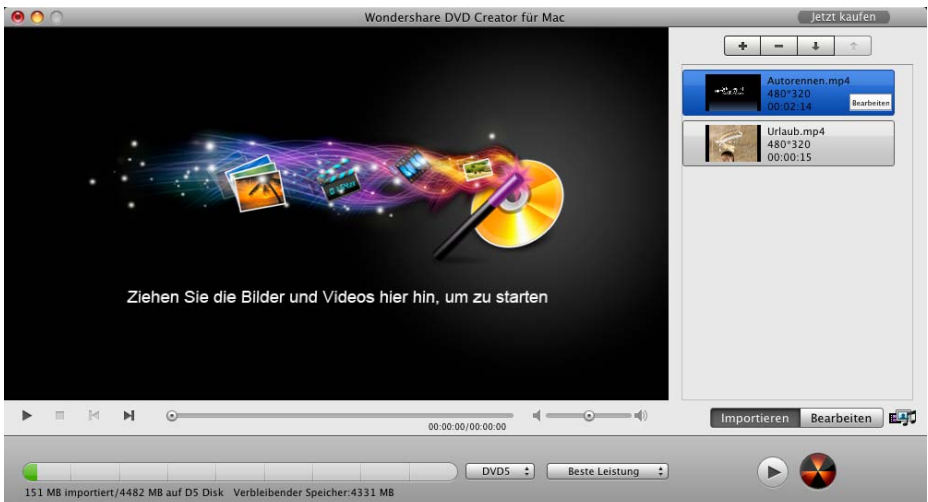 Wondershare DVD Creator für Mac
Jetzt kaufen
Autorennen.mp4
480*320
00:02:14
Bearbeiten
Urlaub.mp4
480*320
00:00:15
Ziehen Sie die Bilder und Videos hier hin, um zu starten
00:00:00/00:00:00
Importieren
Bearbeiten
DVD5
Beste Leistung
151 MB importiert/4482 MB auf D5 Disk Verbleibender Speicher:4331 MB